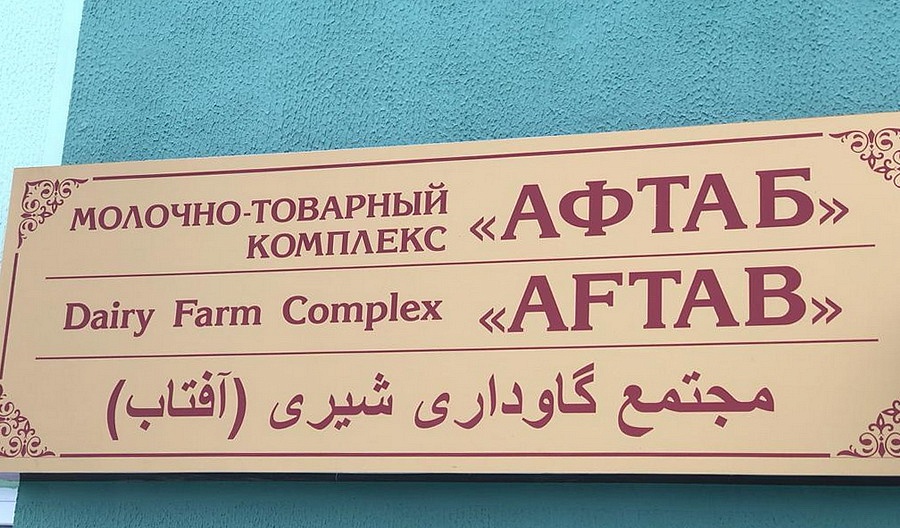 МОЛОЧНО-ТОВАРНЫЙ
КОМПЛЕКС «АФТАБ»
Dairy Farm Complex «AFTAB»
مجتمع گاوداری شیری (آفتاب)